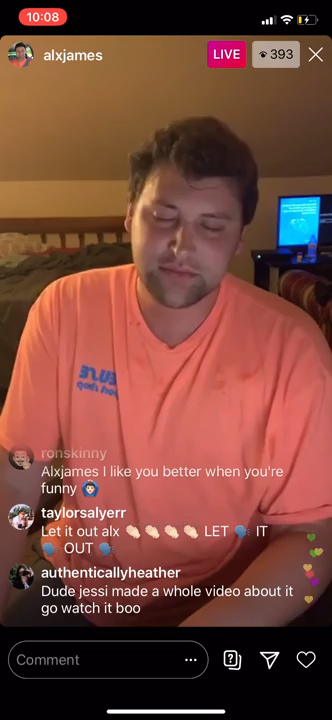 10:08
alxjames
LIVE
393
ronskinny
Alxjames I like you better when you're
funny 🙆🏻‍♂️
taylorsalyerr
Let it out alx 👏🏻👏🏻👏🏻👏🏻 LET 🗣 IT
🗣 OUT 🗣
authenticallyheather
Dude jessi made a whole video about it
go watch it boo
Comment